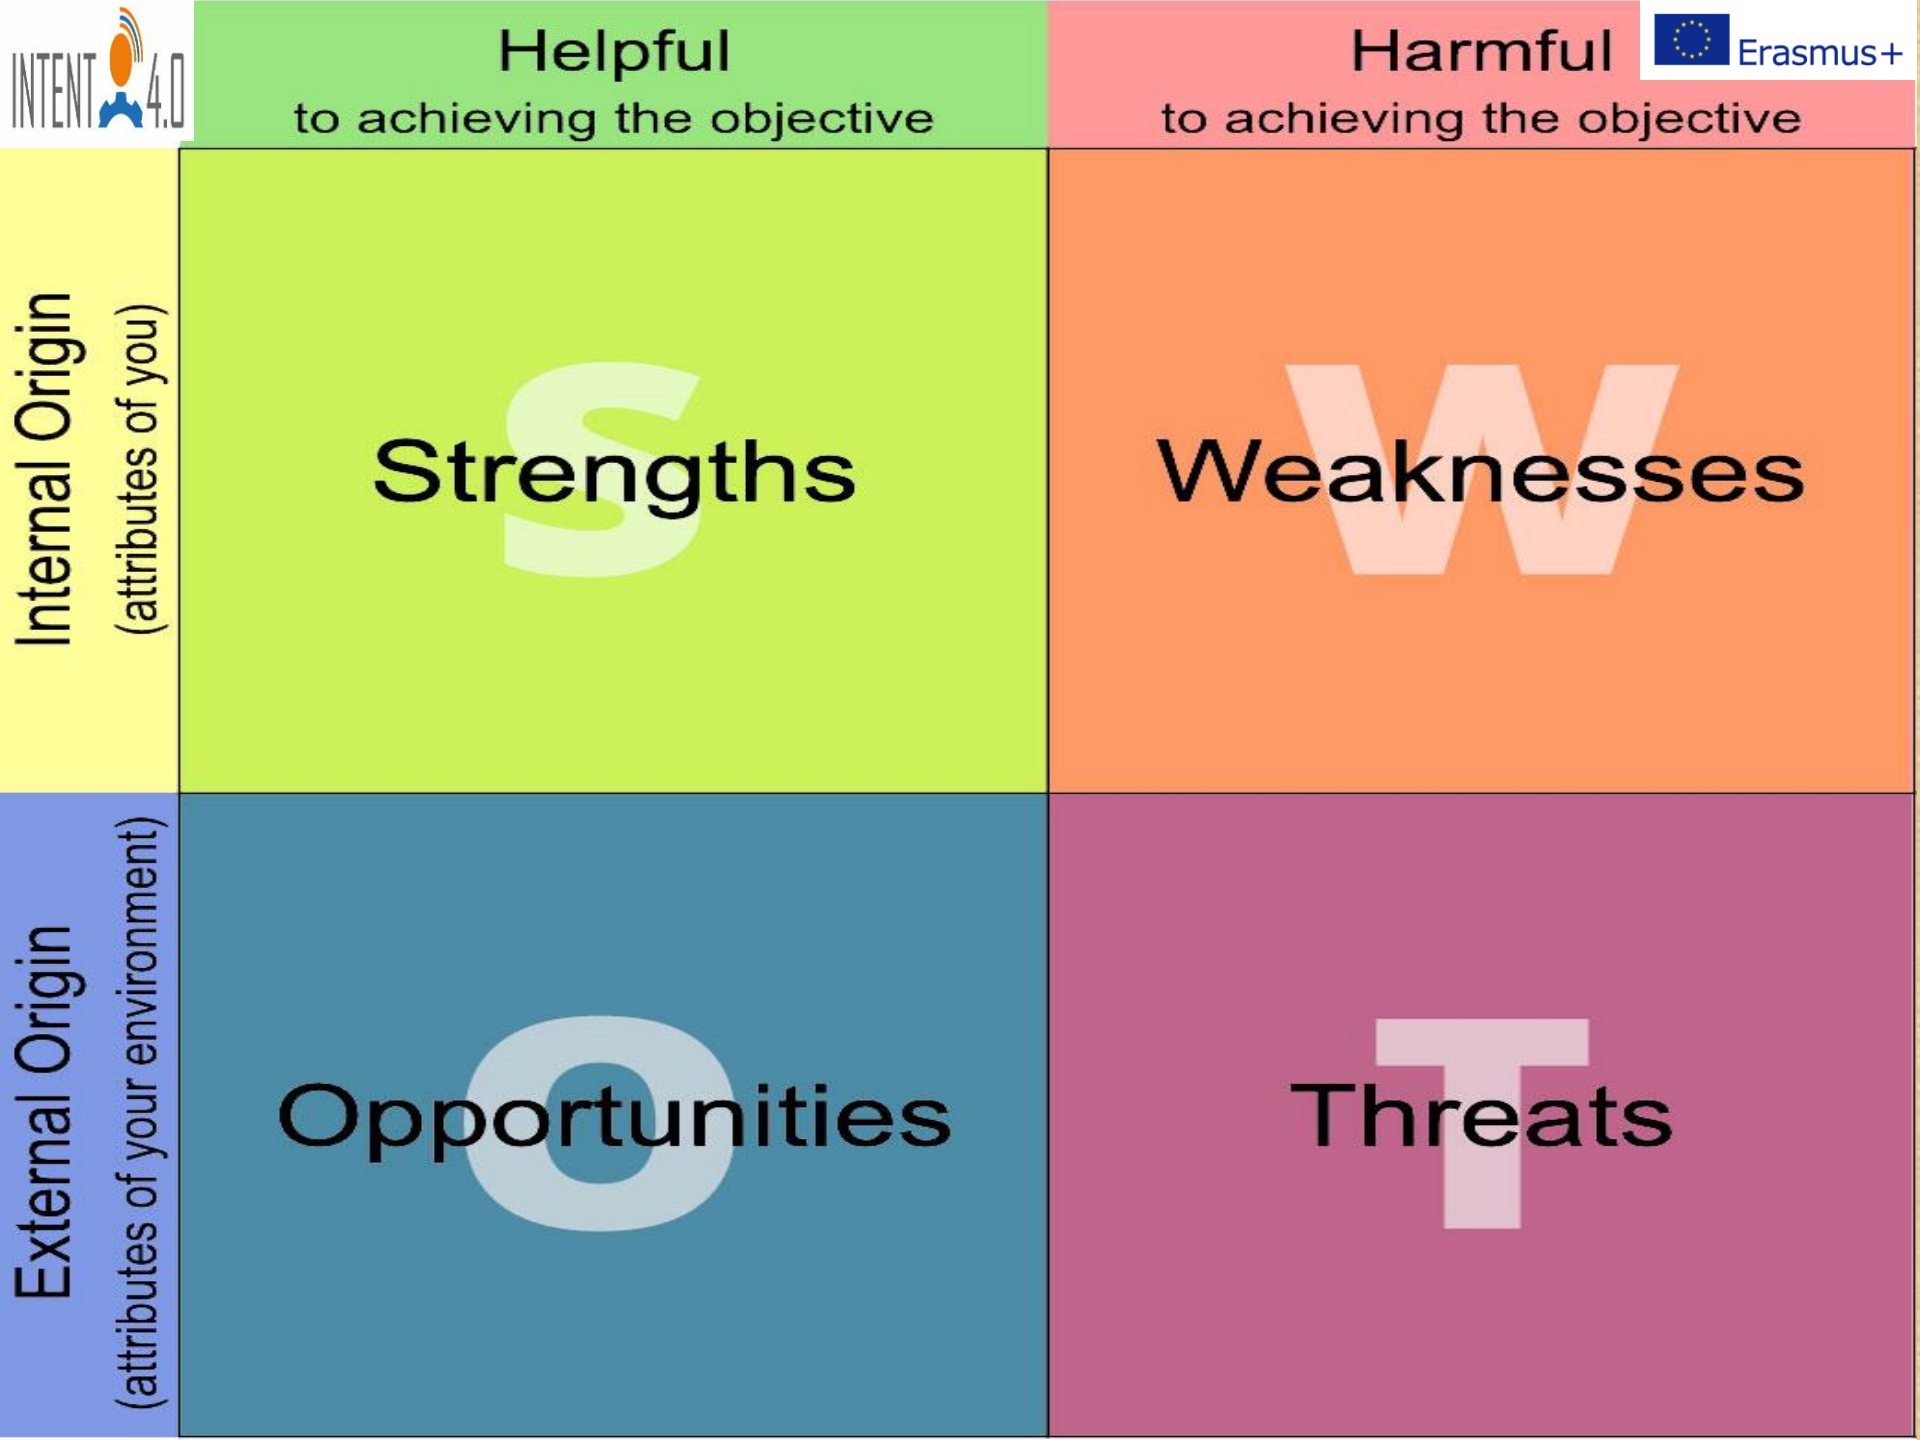 INTENT 4.0
Helpful
to achieving the objective
Harmful
to achieving the objective
Erasmus+
Internal Origin
(attributes of you)
S
Strengths
W
Weaknesses
External Origin
(attributes of your environment)
O
Opportunities
T
Threats